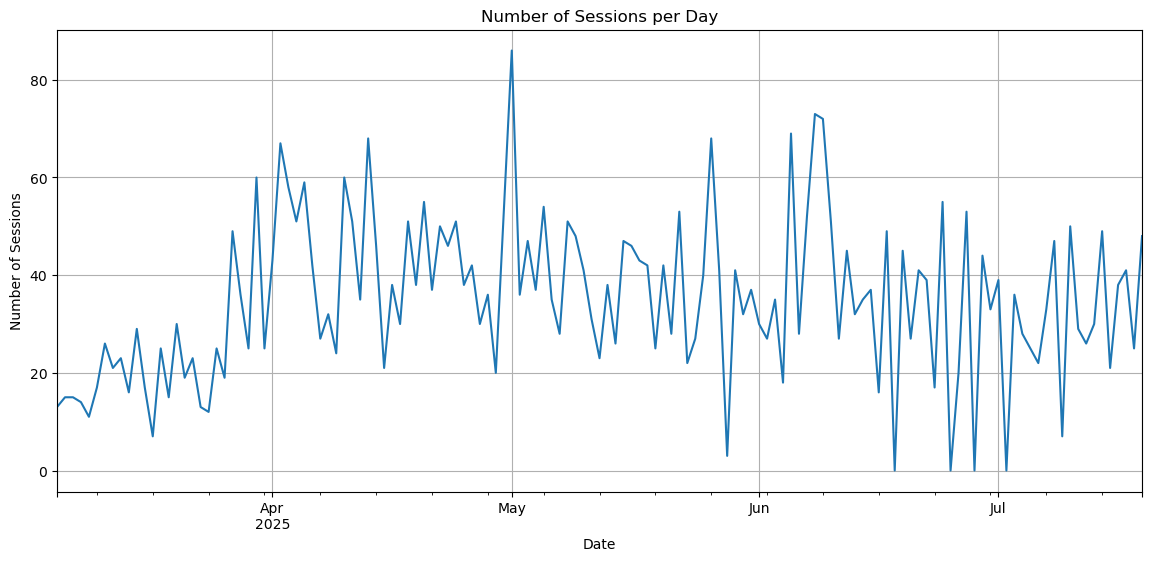 Number of Sessions per Day
Number of Sessions
80
60
40
20
0
Apr
2025
May
Jun
Jul
Date